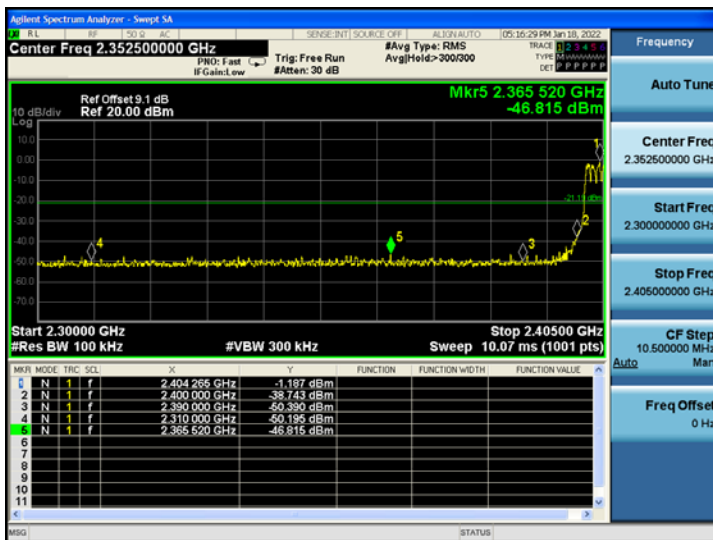 Agilent Spectrum Analyzer - Swept SA
RL RF 50 Ω AC SENSE:INT SOURCE OFF ALIGNAUTO 05:16:29 PM Jan 18, 2022
Center Freq 2.352500000 GHz
PNO: Fast
IFGain:Low
Trig: Free Run
#Atten: 30 dB
#Avg Type: RMS
Avg|Hold:>300/300
TRACE 1 2 3 4 5 6
TYPE M
DET P P P P P P
Mkr5 2.365 520 GHz
-46.815 dBm
Ref Offset 9.1 dB
Ref 20.00 dBm
10 dB/div
Log
10.0
0.00
-10.0
-20.0
-30.0
-40.0
-50.0
-60.0
-70.0
1
-21.19 dBm
2
3
4
5
Start 2.30000 GHz
Stop 2.40500 GHz
#Res BW 100 kHz
#VBW 300 kHz
Sweep 10.07 ms (1001 pts)
MKR MODE TRC SCL X Y FUNCTION FUNCTION WIDTH FUNCTION VALUE
1 N 1 f 2.404 265 GHz -1.187 dBm
2 N 1 f 2.400 000 GHz -38.743 dBm
3 N 1 f 2.390 000 GHz -50.390 dBm
4 N 1 f 2.310 000 GHz -50.195 dBm
5 N 1 f 2.365 520 GHz -46.815 dBm
6
7
8
9
10
11
MSG
STATUS
Frequency
Auto Tune
Center Freq
2.352500000 GHz
Start Freq
2.300000000 GHz
Stop Freq
2.405000000 GHz
CF Step
10.500000 MHz
Auto Man
Freq Offset
0 Hz